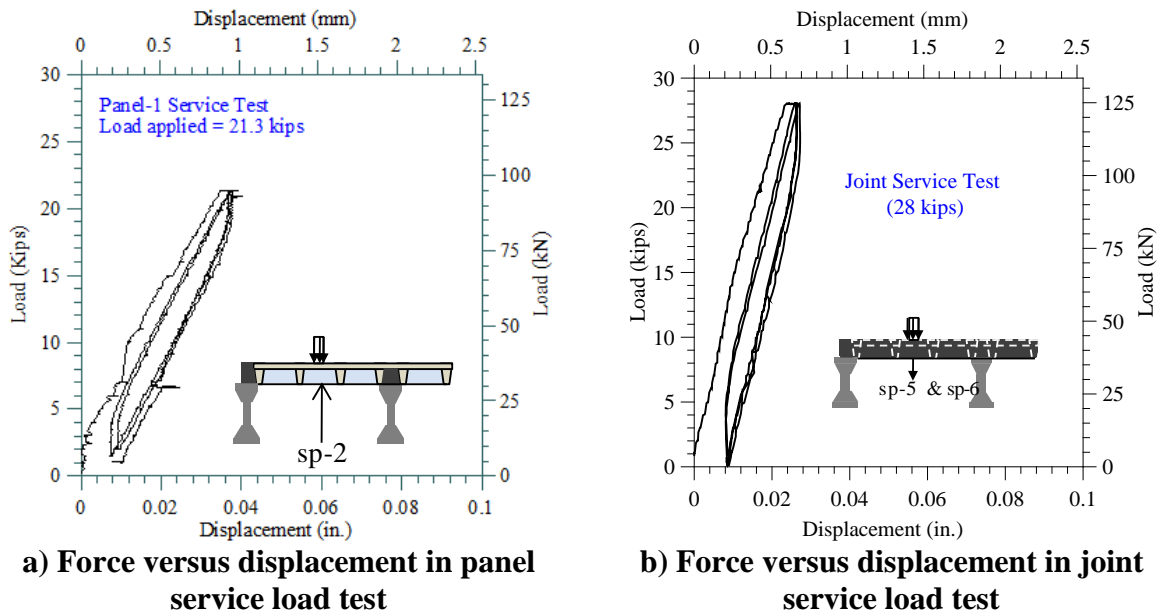 Displacement (mm)
0 0.5 1 1.5 2 2.5
30
25
20
15
10
5
0
Load (Kips)
Panel-1 Service Test
Load applied = 21.3 kips
sp-2
125
100
75
50
25
0
Load (kN)
0 0.02 0.04 0.06 0.08 0.1
Displacement (in.)
a) Force versus displacement in panel
service load test
Displacement (mm)
0 0.5 1 1.5 2 2.5
30
25
20
15
10
5
0
Load (kips)
Joint Service Test
(28 kips)
sp-5 & sp-6
125
100
75
50
25
0
Load (kN)
0 0.02 0.04 0.06 0.08 0.1
Displacement (in.)
b) Force versus displacement in joint
service load test